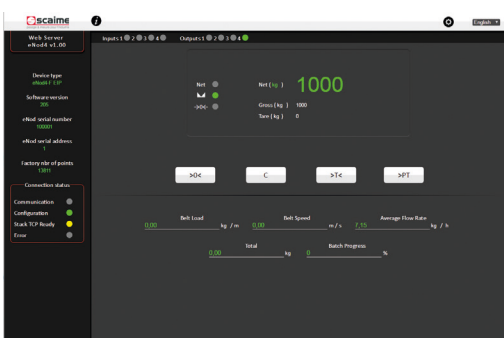 scaime
English
Web Server
eNod4 v1.00
Inputs 1 2 3 4 Outputs 1 2 3 4
Device type
eNod4-F EIP
Software version
205
eNod serial number
100001
eNod serial address
1
Factory nbr of points
13811
Connection status
Communication
Configuration
Stack TCP Ready
Error
Net
Net ( kg ) 1000
>0<
Gross ( kg ) 1000
Tare ( kg ) 0
>0< C >T< >PT
Belt Load Belt Speed Average Flow Rate
0,00 kg / m 0,00 m / s 7,15 kg / h
Total Batch Progress
0,00 kg 0 %